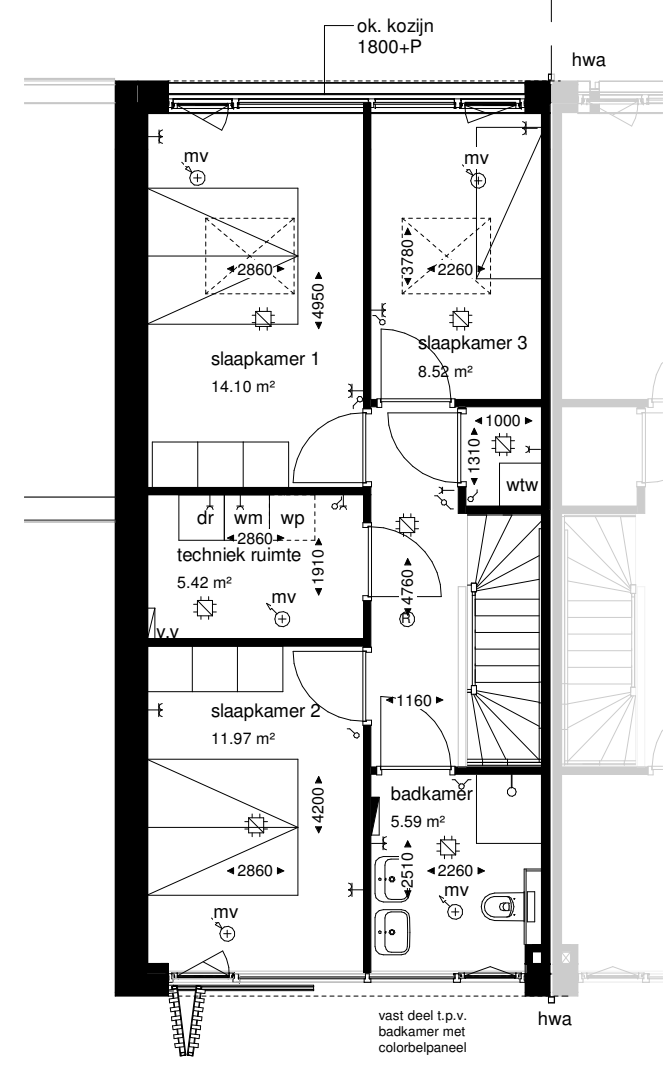 ok. kozijn
1800+P
hwa
mv
mv
2860
4950
3780
2260
slaapkamer 1
14.10 m²
slaapkamer 3
8.52 m²
1000
1310
wtw
dr
wm
wp
2860
techniek ruimte
5.42 m²
1910
mv
v.v
4760
R
1160
slaapkamer 2
11.97 m²
4200
2860
mv
badkamer
5.59 m²
2510
2260
mv
hwa
vast deel t.p.v.
badkamer met
colorbelpaneel